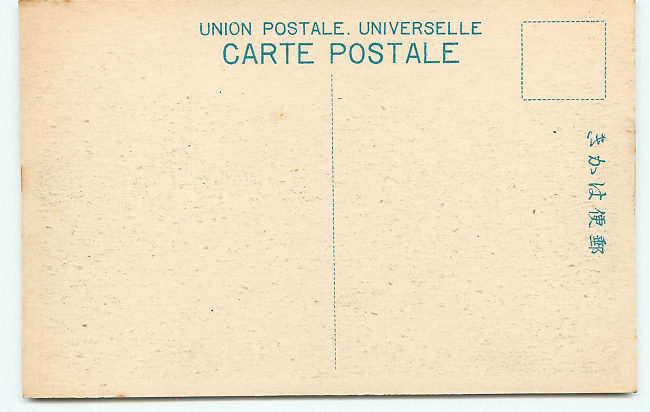 UNION POSTALE. UNIVERSELLE
CARTE POSTALE
郵便はかき